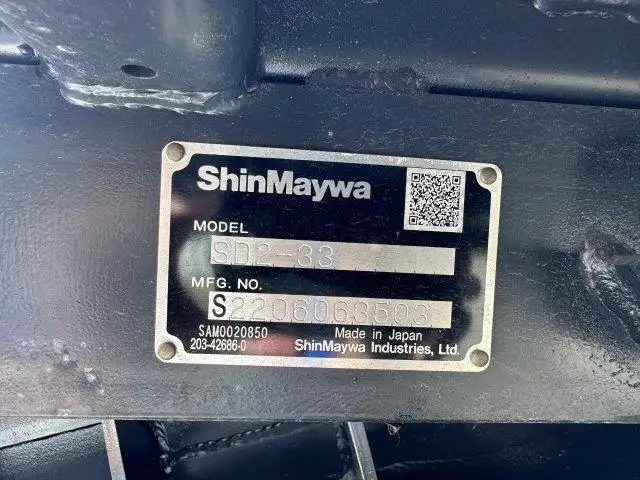 ShinMaywa
MODEL
SD2-33
MFG. NO.
S2206063503
SAM0020850
Made in Japan
203-42686-0
ShinMaywa Industries, Ltd.